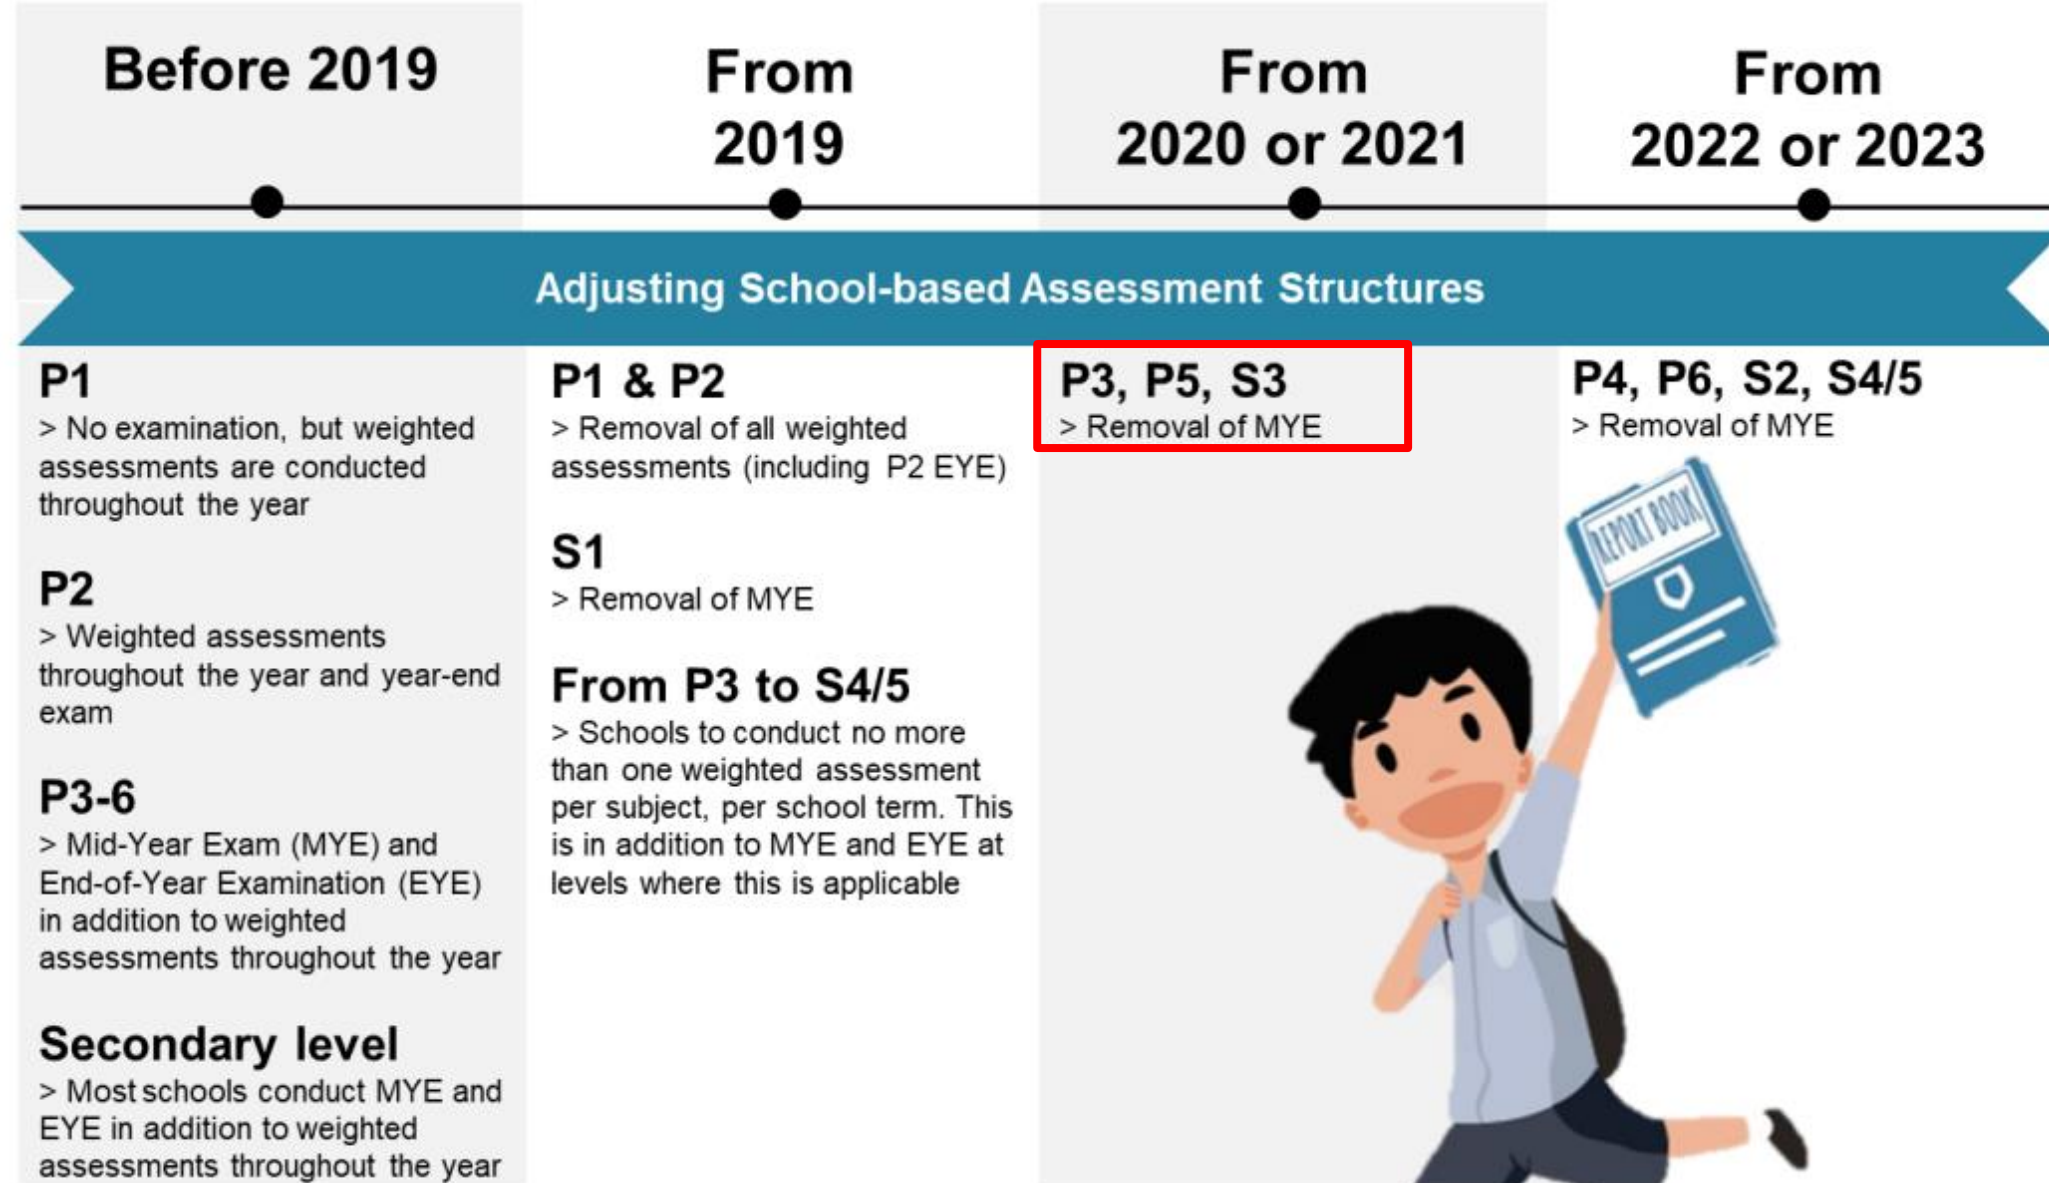 Before 2019
From
2019
From
2020 or 2021
From
2022 or 2023
Adjusting School-based Assessment Structures
P1
> No examination, but weighted
assessments are conducted
throughout the year
P2
> Weighted assessments
throughout the year and year-end
exam
P3-6
> Mid-Year Exam (MYE) and
End-of-Year Examination (EYE)
in addition to weighted
assessments throughout the year
Secondary level
> Most schools conduct MYE and
EYE in addition to weighted
assessments throughout the year
P1 & P2
> Removal of all weighted
assessments (including P2 EYE)
S1
> Removal of MYE
From P3 to S4/5
> Schools to conduct no more
than one weighted assessment
per subject, per school term. This
is in addition to MYE and EYE at
levels where this is applicable
P3, P5, S3
> Removal of MYE
P4, P6, S2, S4/5
> Removal of MYE
REPORT BOOK